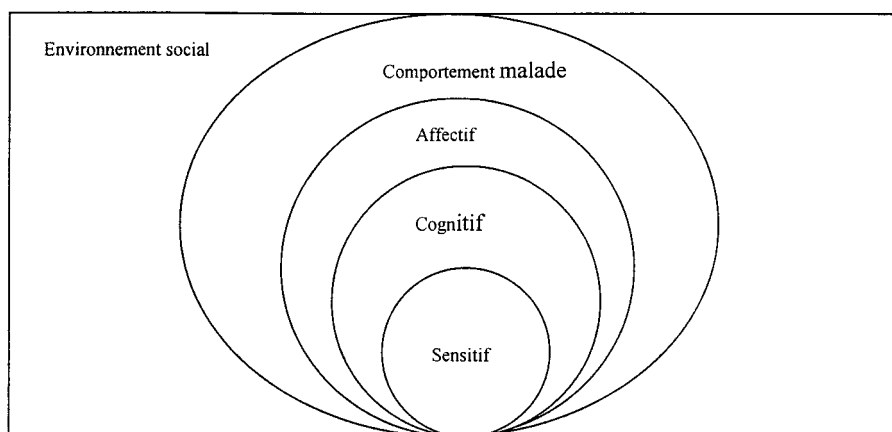 Environnement social
Comportement malade
Affectif
Cognitif
Sensitif